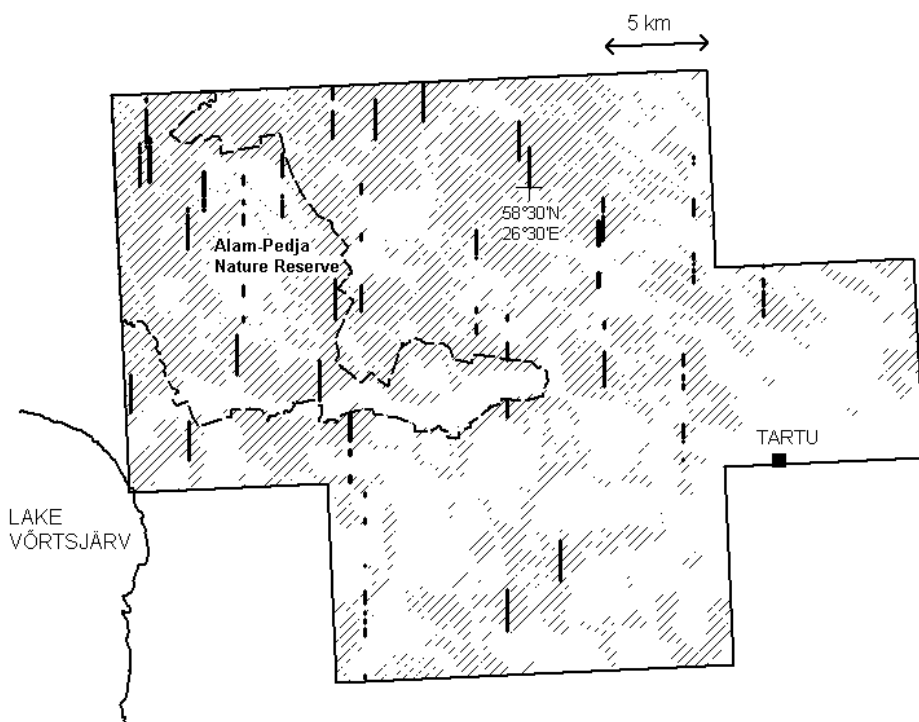 5 km
58°30'N
26°30'E
Alam-Pedja
Nature Reserve
TARTU
LAKE
VÕRTSJÄRV